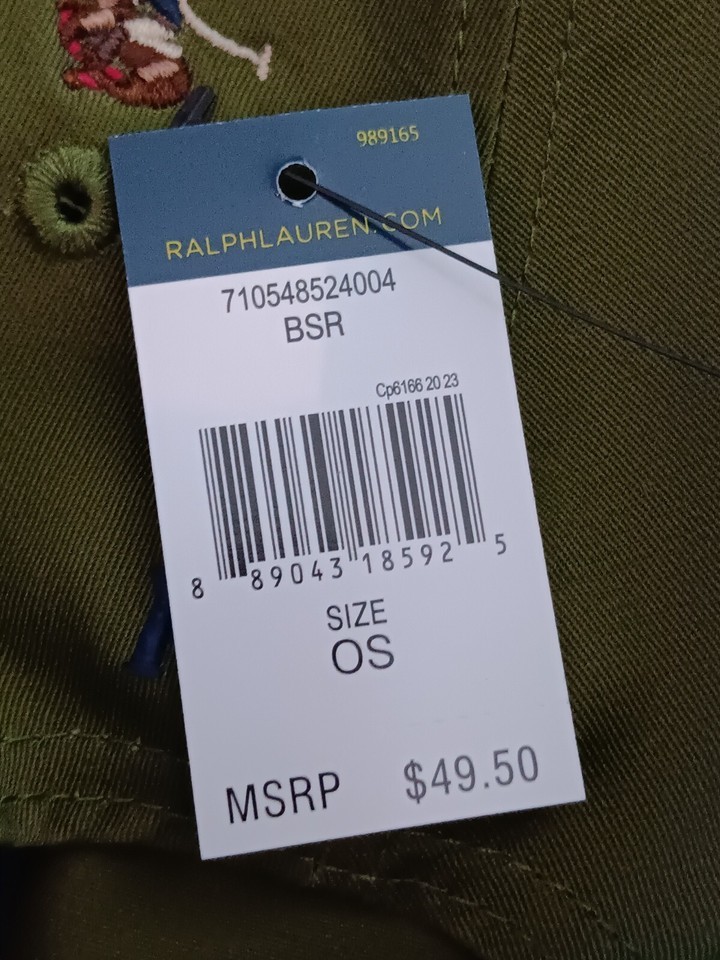 989165
RALPHLAUREN.COM
710548524004
BSR
Cp6166 20 23
8 89043 18592 5
SIZE
OS
MSRP $49.50